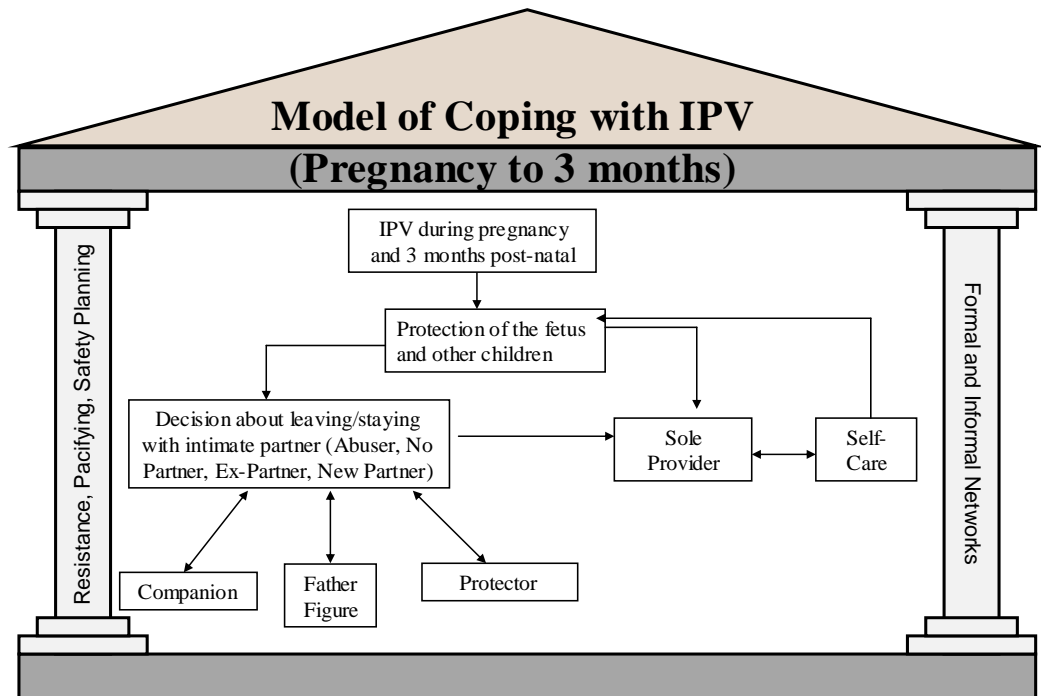 Model of Coping with IPV
(Pregnancy to 3 months)
Resistance, Pacifying, Safety Planning
IPV during pregnancy
and 3 months post-natal
Protection of the fetus
and other children
Decision about leaving/staying
with intimate partner (Abuser, No
Partner, Ex-Partner, New Partner)
Sole
Provider
Self-
Care
Companion
Father
Figure
Protector
Formal and Informal Networks